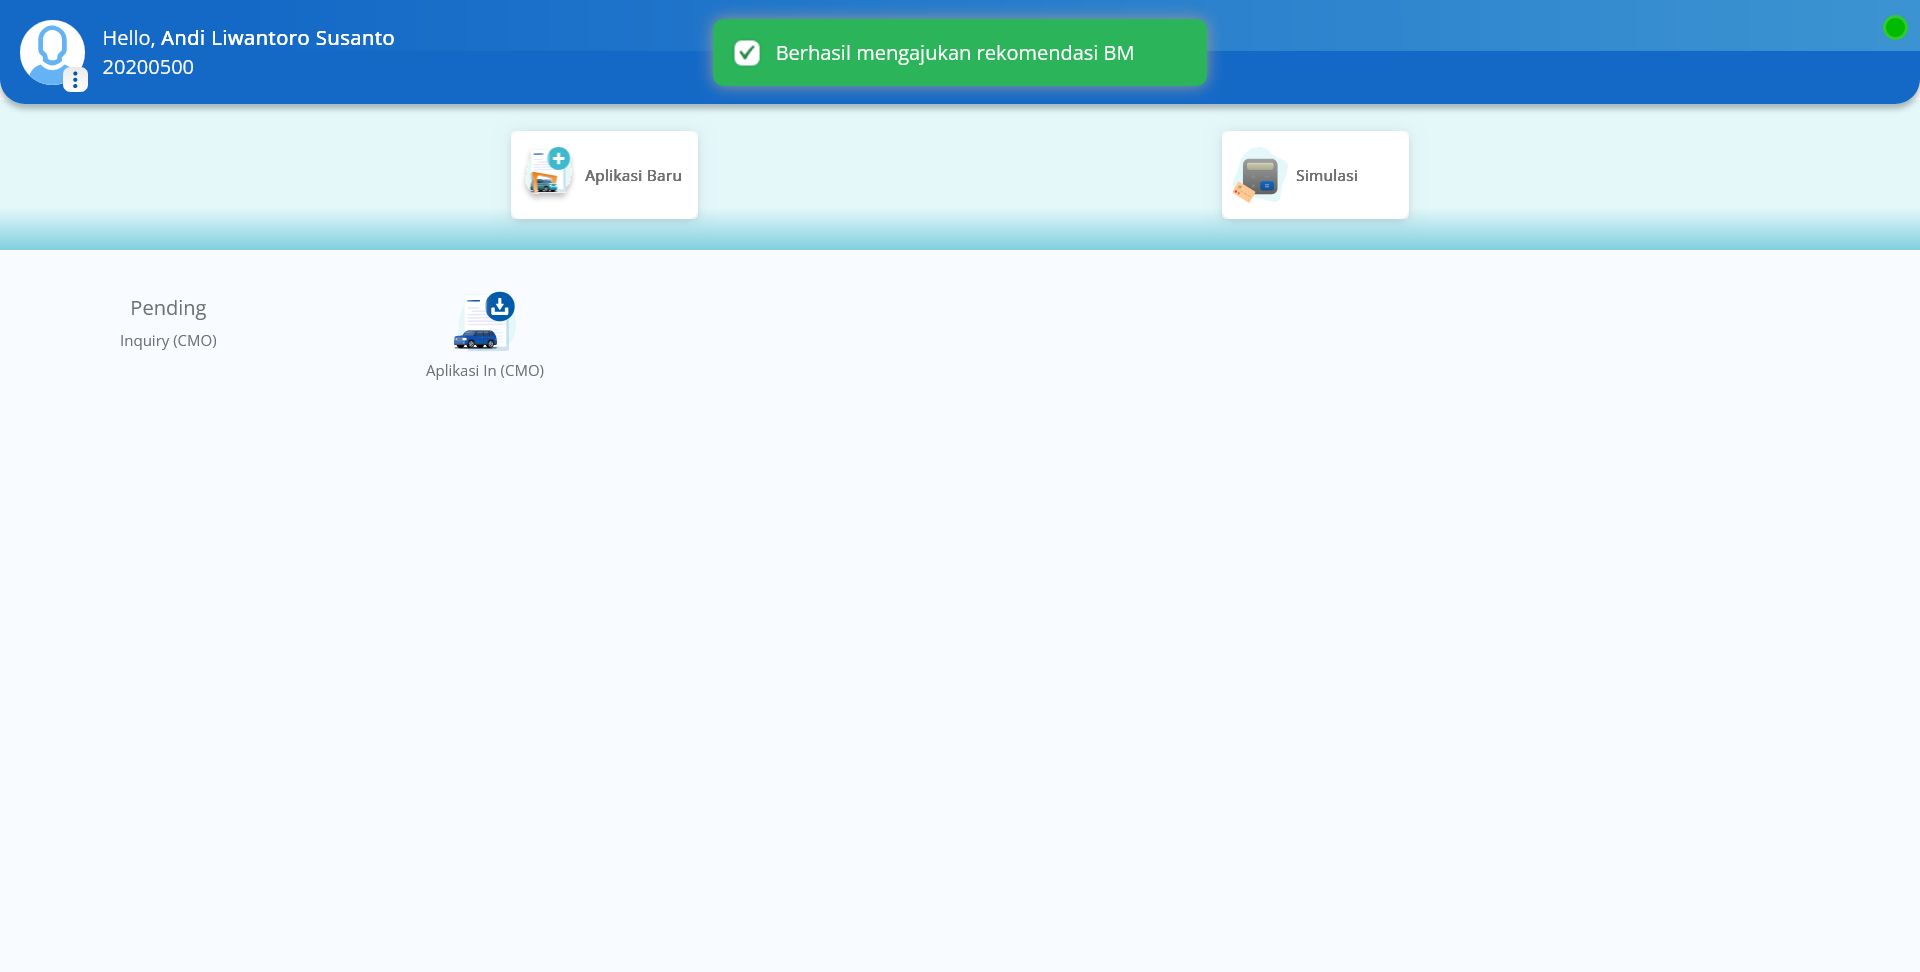 Hello, Andi Liwantoro Susanto
20200500
Berhasil mengajukan rekomendasi BM
Aplikasi Baru
Simulasi
Pending
Inquiry (CMO)
Aplikasi In (CMO)